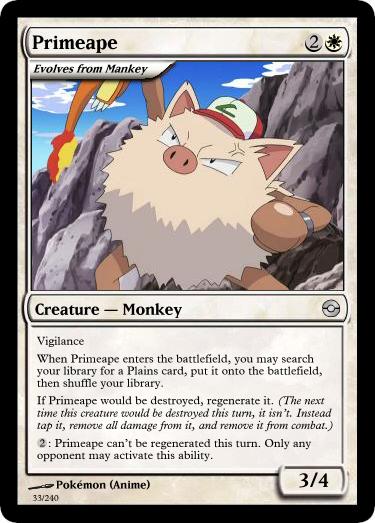 Primeape 2
Evolves from Mankey
Creature — Monkey
Vigilance
When Primeape enters the battlefield, you may search
your library for a Plains card, put it onto the battlefield,
then shuffle your library.
If Primeape would be destroyed, regenerate it. (The next
time this creature would be destroyed this turn, it isn't. Instead
tap it, remove all damage from it, and remove it from combat.)
2: Primeape can't be regenerated this turn. Only any
opponent may activate this ability.
3/4
Pokémon (Anime)
33/240